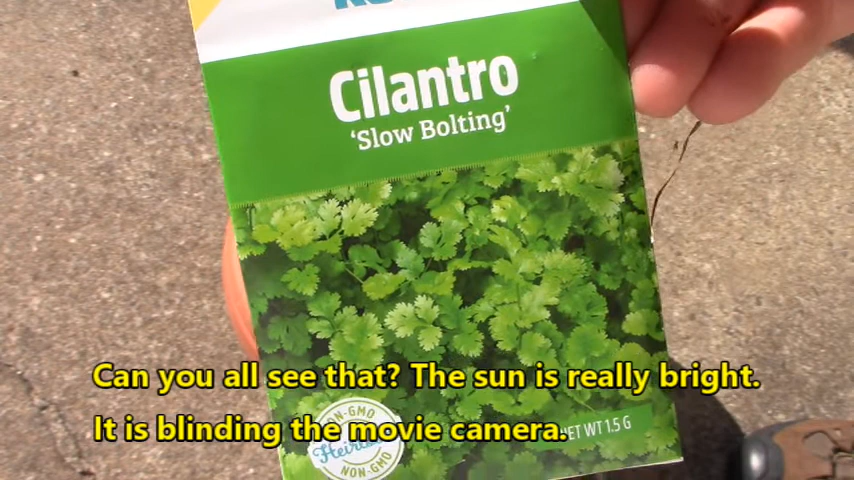 Cilantro
'Slow Bolting'
Can you all see that? The sun is really bright.
It is blinding the movie camera.
NET WT 1.5 G
NON-GMO
NON-GMO